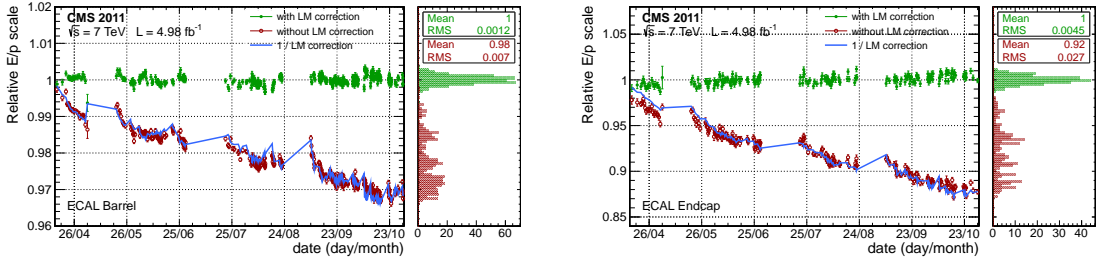 CMS 2011
√s = 7 TeV L = 4.98 fb⁻¹
with LM correction
without LM correction
1 / LM correction
Relative E/p scale
1.02
1.01
1
0.99
0.98
0.97
0.96
ECAL Barrel
26/04 26/05 25/06 25/07 24/08 23/09 23/10
date (day/month)
Mean 1
RMS 0.0012
Mean 0.98
RMS 0.007
0 20 40 60
CMS 2011
√s = 7 TeV L = 4.98 fb⁻¹
with LM correction
without LM correction
1 / LM correction
Relative E/p scale
1.05
1
0.95
0.9
0.85
ECAL Endcap
26/04 26/05 25/06 25/07 24/08 23/09 23/10
date (day/month)
Mean 1
RMS 0.0045
Mean 0.92
RMS 0.027
0 10 20 30 40